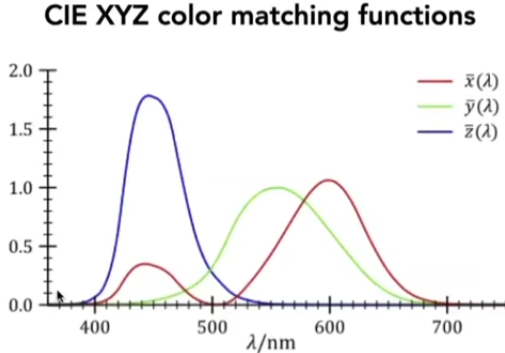 CIE XYZ color matching functions
2.0
1.5
1.0
0.5
0.0
x̄(λ)
ȳ(λ)
z̄(λ)
400 500 600 700
λ/nm